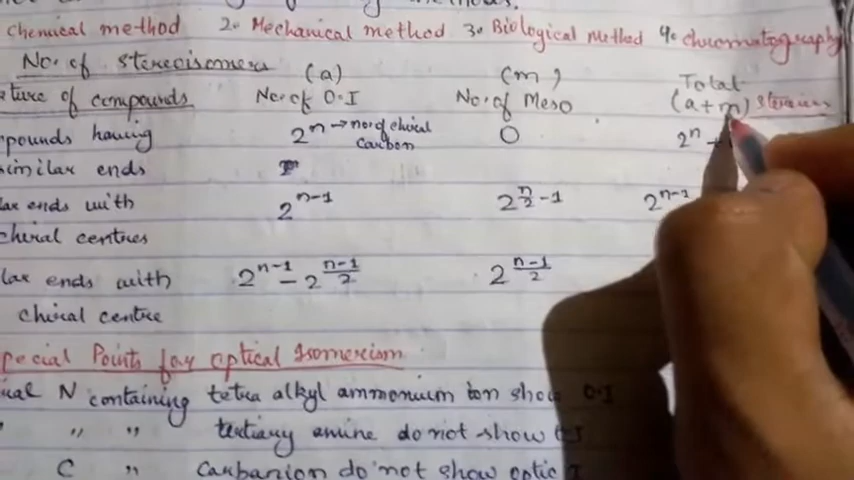 Chemical method 2. Mechanical method 3. Biological method 4. chromatography
No. of stereoisomers (a) (m) Total
ture of compounds No. of O.I No. of Meso (a+m)
pounds having 2^n → no. of chiral carbon 0 2^n
similar ends
lar ends with 2^{n-1} 2^{n/2 - 1} 2^{n-1}
chiral centres
lar ends with 2^{n-1} - 2^{(n-1)/2} 2^{(n-1)/2}
chiral centre
pecial Points for optical Isomerism
N containing tetra alkyl ammonium ion show O.I
" " tertiary amine do not show
C " carbanion do not show optic